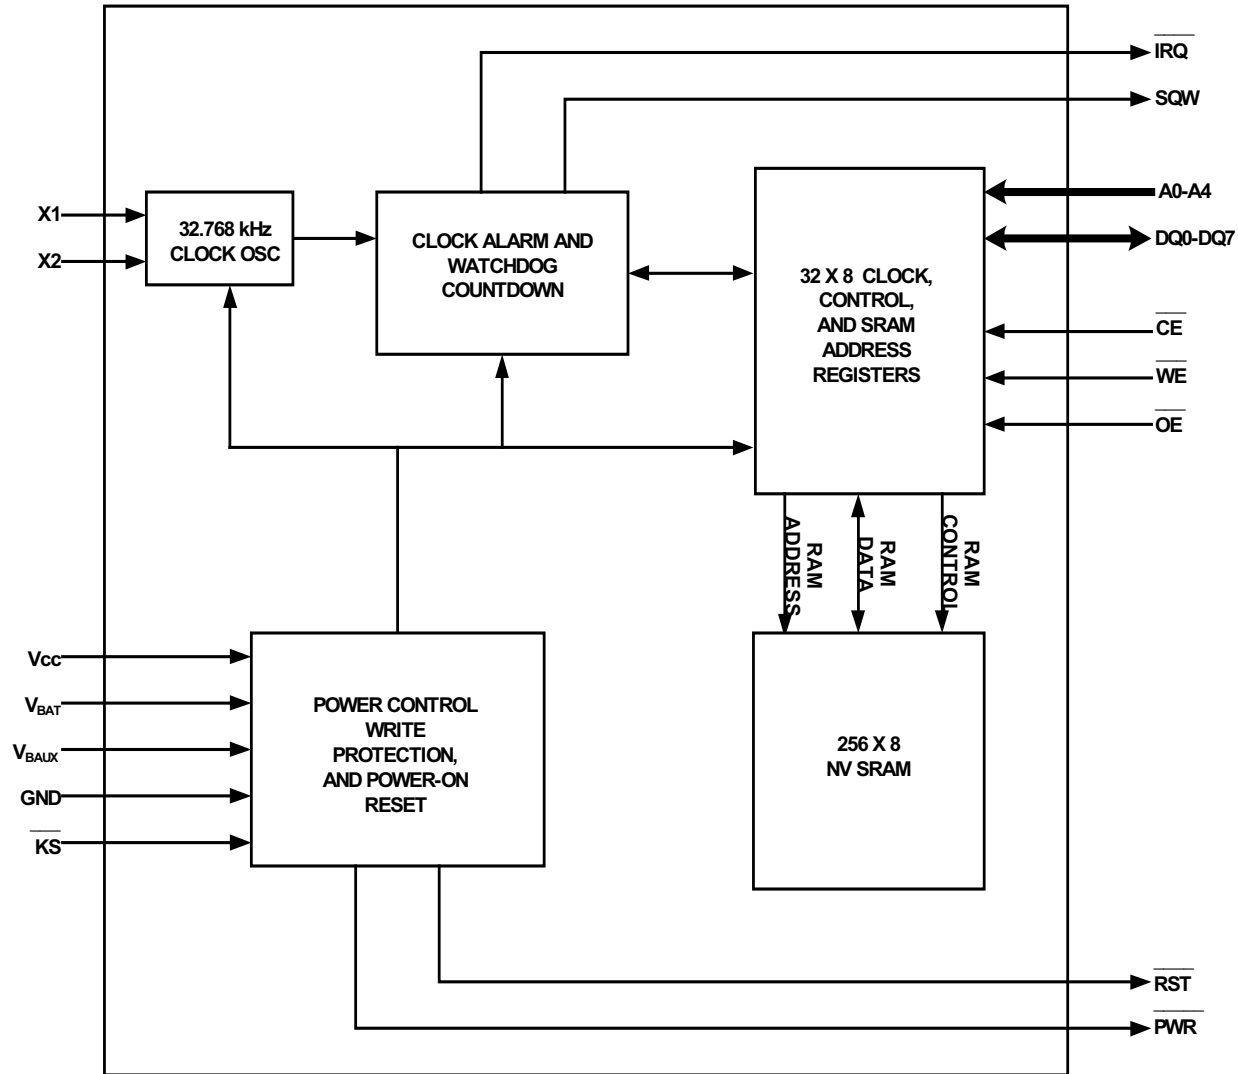 IRQ
SQW
X1
X2
32.768 kHz
CLOCK OSC
CLOCK ALARM AND
WATCHDOG
COUNTDOWN
32 X 8 CLOCK,
CONTROL,
AND SRAM
ADDRESS
REGISTERS
A0-A4
DQ0-DQ7
CE
WE
OE
RAM
ADDRESS
RAM
DATA
RAM
CONTROL
Vcc
VBAT
VBAUX
GND
KS
POWER CONTROL
WRITE
PROTECTION,
AND POWER-ON
RESET
256 X 8
NV SRAM
RST
PWR